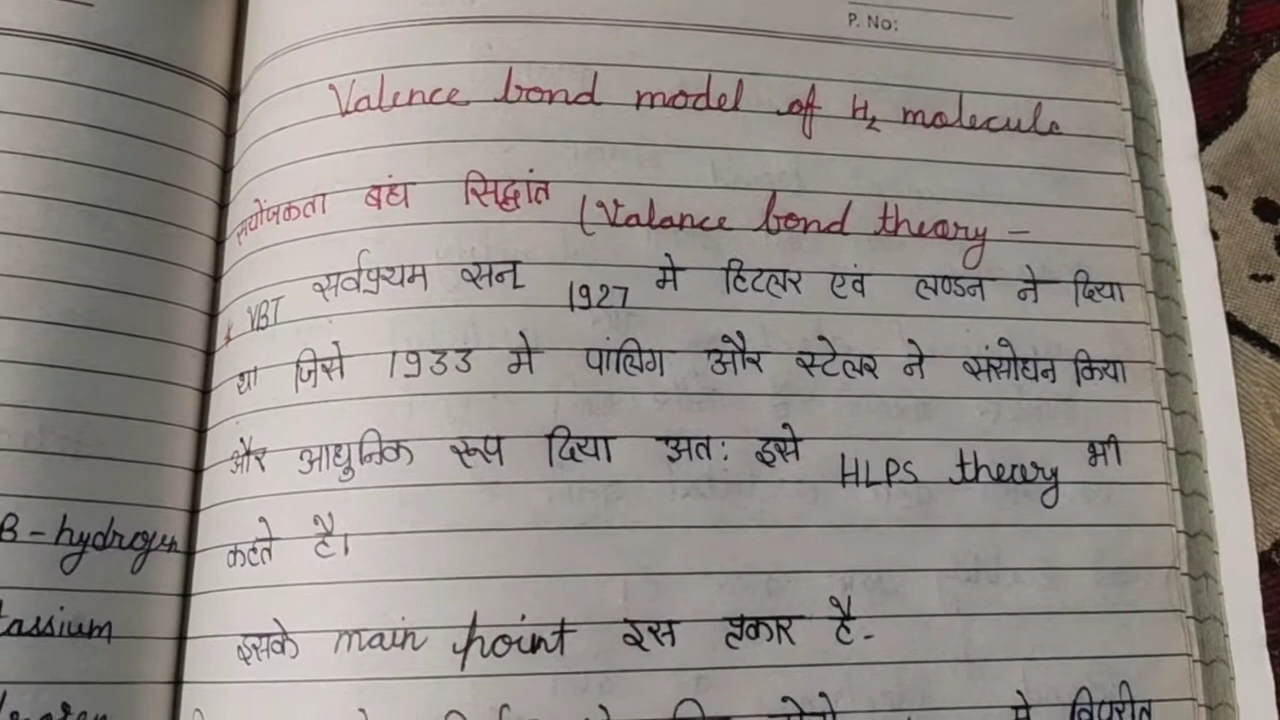 P. No:
Valence bond model of H₂ molecule
संयोजकता बंध सिद्धांत (Valance bond theory –
* VBT सर्वप्रथम सन् 1927 मे हिटलर एवं लण्डन ने दिया
था जिसे 1933 मे पांलिग और स्टेलर ने संसोधन किया
और आधुनिक रूप दिया अत: इसे HLPS theory भी
कहते है।
B - hydrogen
tassium
इसके main point इस प्रकार है-
मे विपरीत